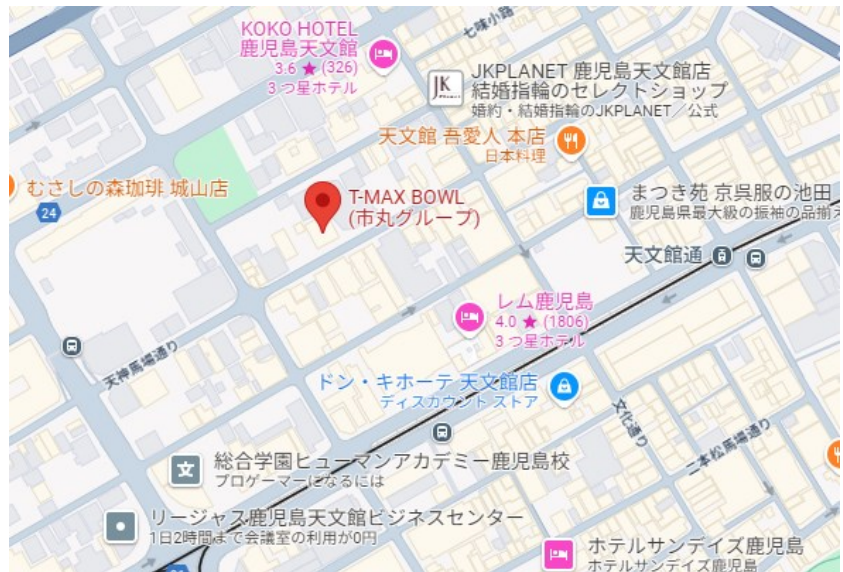 KOKO HOTEL
鹿児島天文館
3.6 ★ (326)
3 つ星ホテル
七味小路
JK
JKPLANET 鹿児島天文館店
結婚指輪のセレクトショップ
婚約・結婚指輪のJKPLANET／公式
天文館 吾愛人 本店
日本料理
むさしの森珈琲 城山店
24
T-MAX BOWL
(市丸グループ)
まつき苑 京呉服の池田
鹿児島県最大級の振袖の品揃え
天文館通
レム鹿児島
4.0 ★ (1806)
3 つ星ホテル
天神馬場通り
ドン・キホーテ 天文館店
ディスカウント ストア
文化通り
二本松馬場通り
文
総合学園ヒューマンアカデミー鹿児島校
プロゲーマーになるには
リージャス鹿児島天文館ビジネスセンター
1日2時間まで会議室の利用が0円
ホテルサンデイズ鹿児島
ホテルサンデイズ鹿児島